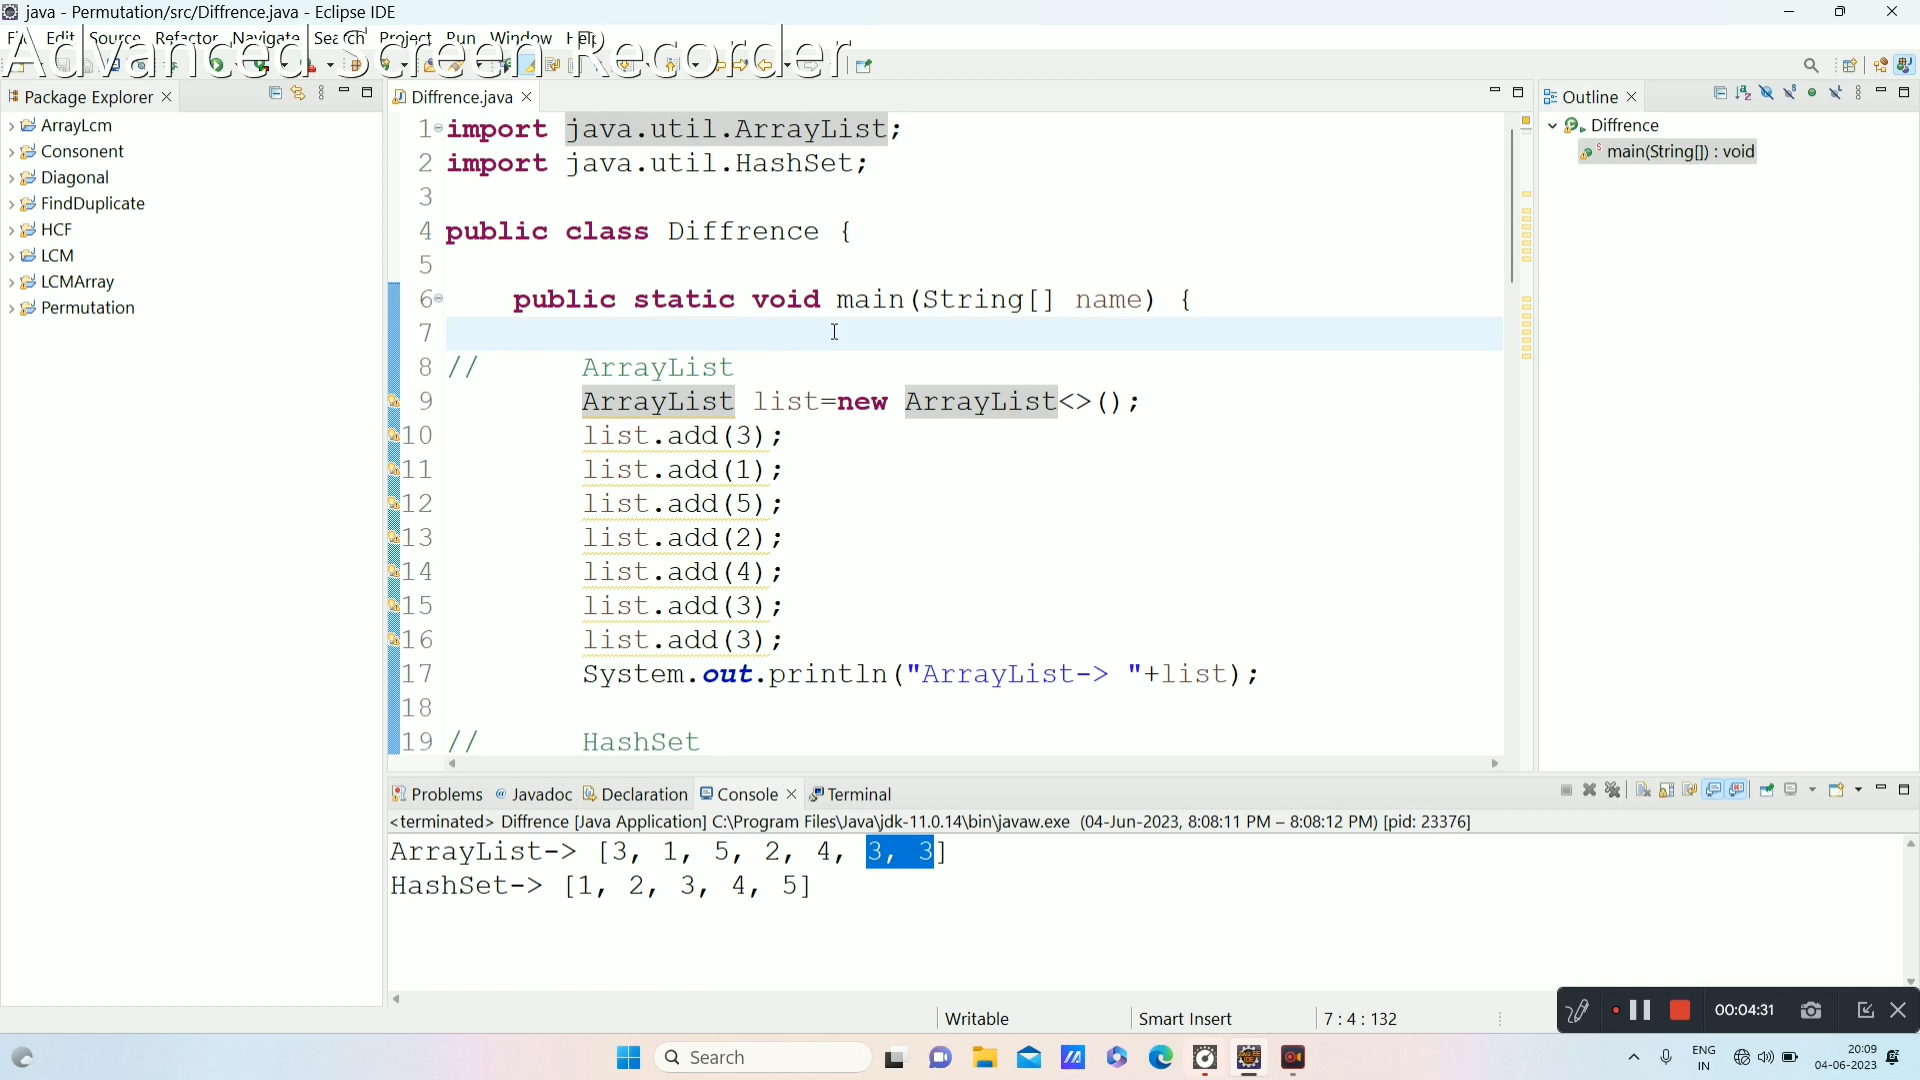 java - Permutation/src/Diffrence.java - Eclipse IDE
File Edit Source Refactor Navigate Search Project Run Window Help
Advanced Screen Recorder
Package Explorer
ArrayLcm
Consonent
Diagonal
FindDuplicate
HCF
LCM
LCMArray
Permutation
Diffrence.java
1 import java.util.ArrayList;
2 import java.util.HashSet;
3
4 public class Diffrence {
5
6 public static void main(String[] name) {
7
8 // ArrayList
9 ArrayList list=new ArrayList<>();
10 list.add(3);
11 list.add(1);
12 list.add(5);
13 list.add(2);
14 list.add(4);
15 list.add(3);
16 list.add(3);
17 System.out.println("ArrayList-> "+list);
18
19 // HashSet
Outline
Diffrence
main(String[]) : void
Problems @ Javadoc Declaration Console Terminal
<terminated> Diffrence [Java Application] C:\Program Files\Java\jdk-11.0.14\bin\javaw.exe (04-Jun-2023, 8:08:11 PM – 8:08:12 PM) [pid: 23376]
ArrayList-> [3, 1, 5, 2, 4, 3, 3]
HashSet-> [1, 2, 3, 4, 5]
Writable Smart Insert 7 : 4 : 132
00:04:31
Search
ENG
IN
20:09
04-06-2023